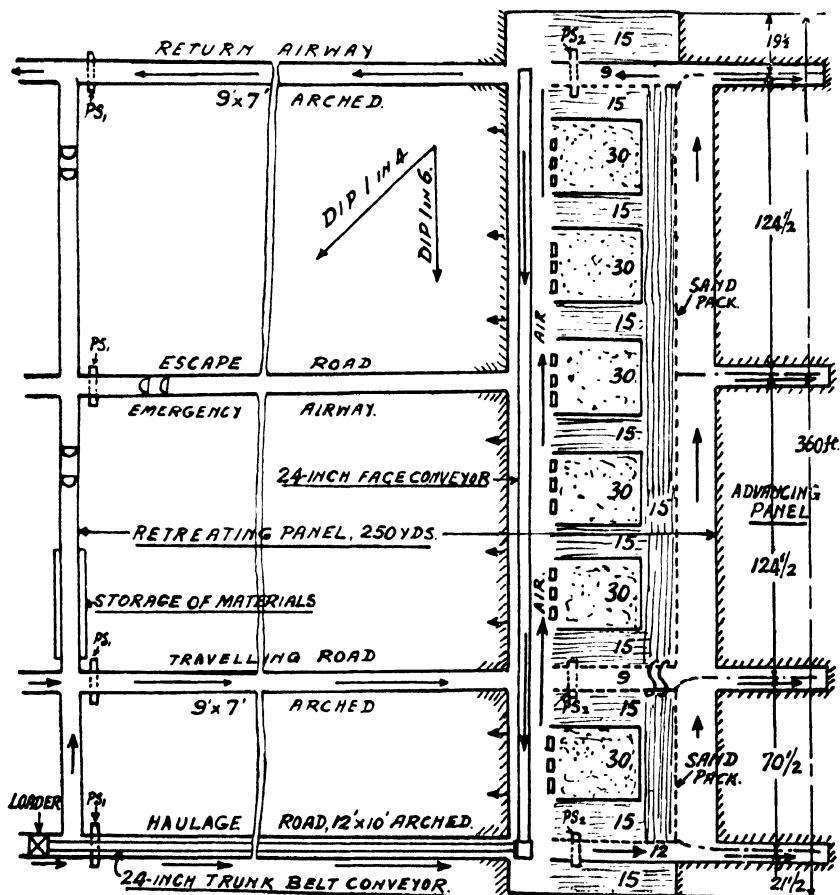 RETURN AIRWAY
9'x7' ARCHED.
PS1
PS2
15
9
15
19½
DIP 1 IN 4
DIP 1 IN 6.
30
15
30
15
30
15
30
15
30
15
AIR
AIR
SAND
PACK.
124½
PS1
ESCAPE ROAD
EMERGENCY AIRWAY.
360ft.
24-INCH FACE CONVEYOR
15
ADVANCING
PANEL
RETREATING PANEL, 250YDS.
124½
STORAGE OF MATERIALS
PS1
TRAVELLING ROAD
9'x7' ARCHED
9
PS2
15
30
15
SAND
PACK.
70½
LOADER
PS1
HAULAGE ROAD, 12'x10' ARCHED.
PS2
12
15
24-INCH TRUNK BELT CONVEYOR.
21½